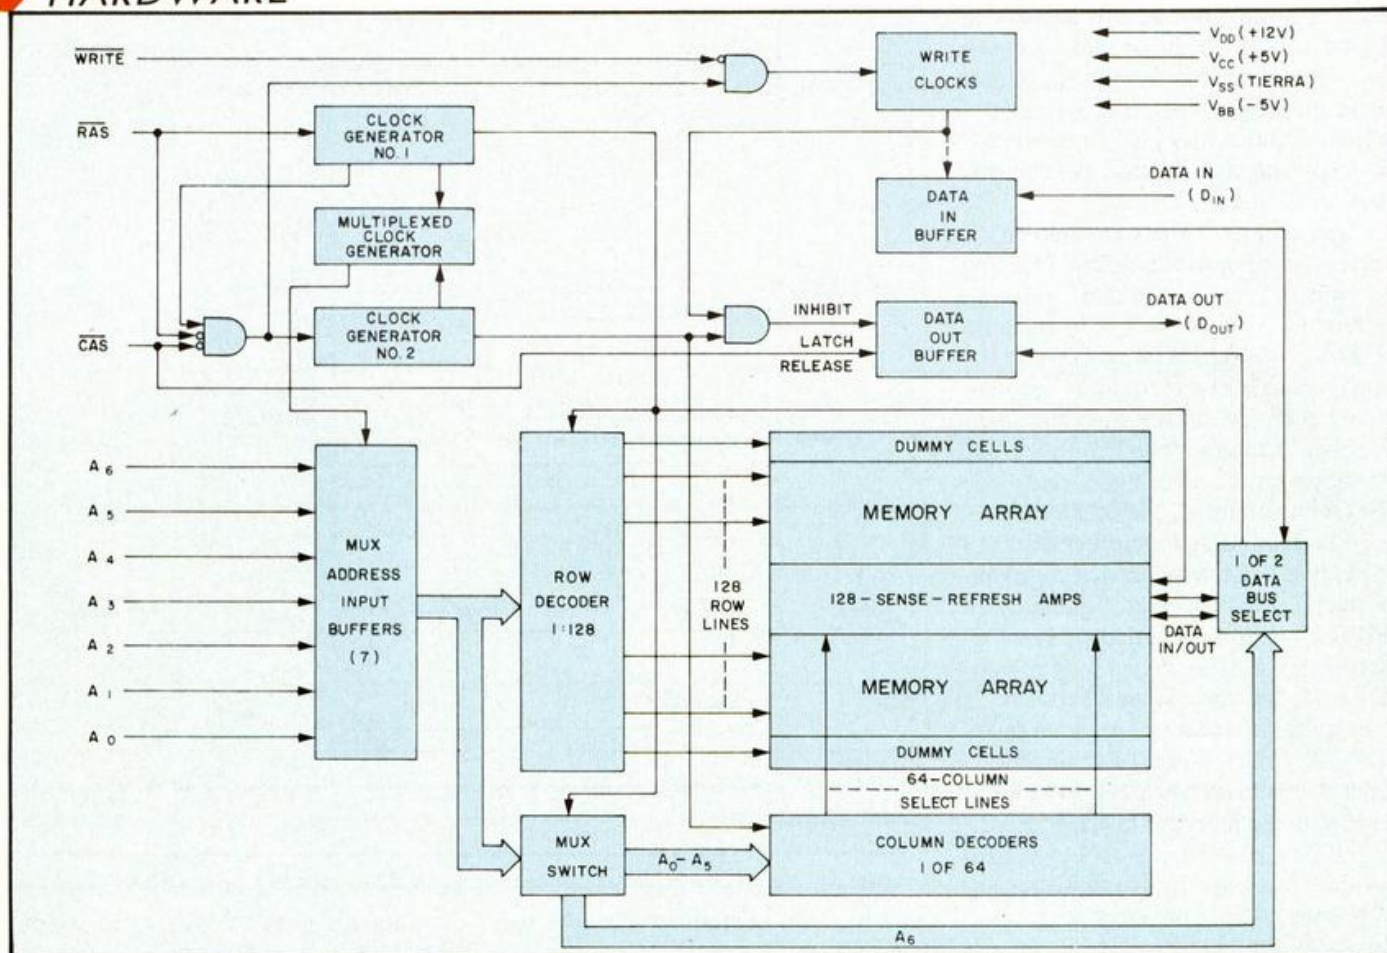 HARDWARE
WRITE
RAS
CAS
CLOCK
GENERATOR
NO. 1
MULTIPLEXED
CLOCK
GENERATOR
CLOCK
GENERATOR
NO. 2
WRITE
CLOCKS
VDD (+12V)
VCC (+5V)
VSS (TIERRA)
VBB (-5V)
DATA
IN
BUFFER
DATA IN
(DIN)
INHIBIT
LATCH
RELEASE
DATA
OUT
BUFFER
DATA OUT
(DOUT)
A6
A5
A4
A3
A2
A1
A0
MUX
ADDRESS
INPUT
BUFFERS
(7)
ROW
DECODER
1:128
128
ROW
LINES
DUMMY CELLS
MEMORY ARRAY
128-SENSE-REFRESH AMPS
MEMORY ARRAY
DUMMY CELLS
DATA
IN/OUT
1 OF 2
DATA
BUS
SELECT
64-COLUMN
SELECT LINES
MUX
SWITCH
A0-A5
COLUMN DECODERS
1 OF 64
A6